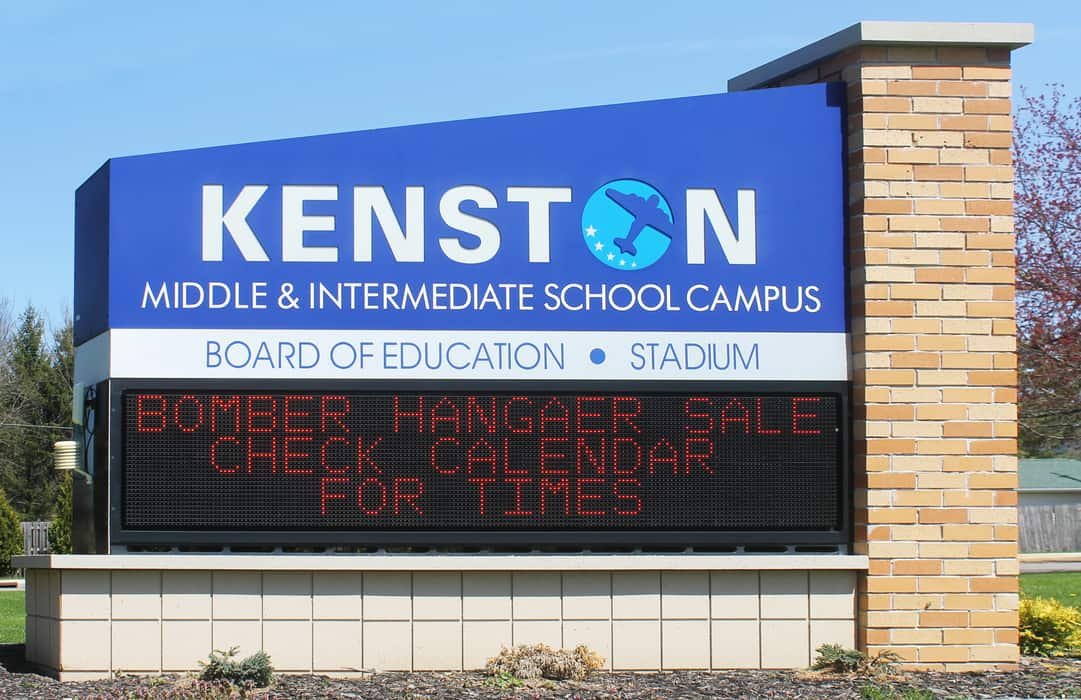 KENSTON
MIDDLE & INTERMEDIATE SCHOOL CAMPUS
BOARD OF EDUCATION • STADIUM
BOMBER HANGAER SALE
CHECK CALENDAR
FOR TIMES